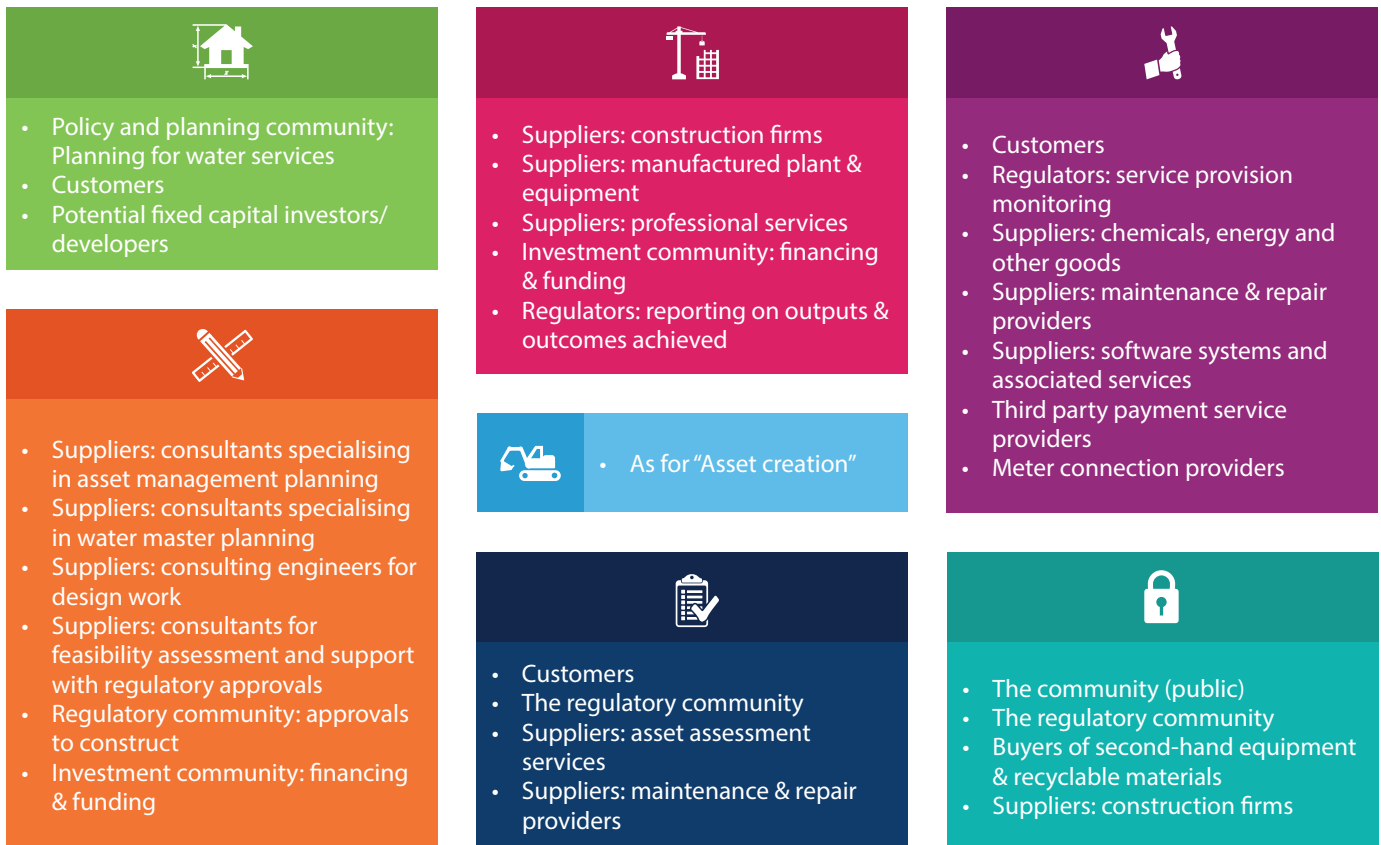 • Policy and planning community:
Planning for water services
• Customers
• Potential fixed capital investors/
developers
• Suppliers: consultants specialising
in asset management planning
• Suppliers: consultants specialising
in water master planning
• Suppliers: consulting engineers for
design work
• Suppliers: consultants for
feasibility assessment and support
with regulatory approvals
• Regulatory community: approvals
to construct
• Investment community: financing
& funding
• Suppliers: construction firms
• Suppliers: manufactured plant &
equipment
• Suppliers: professional services
• Investment community: financing
& funding
• Regulators: reporting on outputs &
outcomes achieved
• As for “Asset creation”
• Customers
• The regulatory community
• Suppliers: asset assessment
services
• Suppliers: maintenance & repair
providers
• Customers
• Regulators: service provision
monitoring
• Suppliers: chemicals, energy and
other goods
• Suppliers: maintenance & repair
providers
• Suppliers: software systems and
associated services
• Third party payment service
providers
• Meter connection providers
• The community (public)
• The regulatory community
• Buyers of second-hand equipment
& recyclable materials
• Suppliers: construction firms